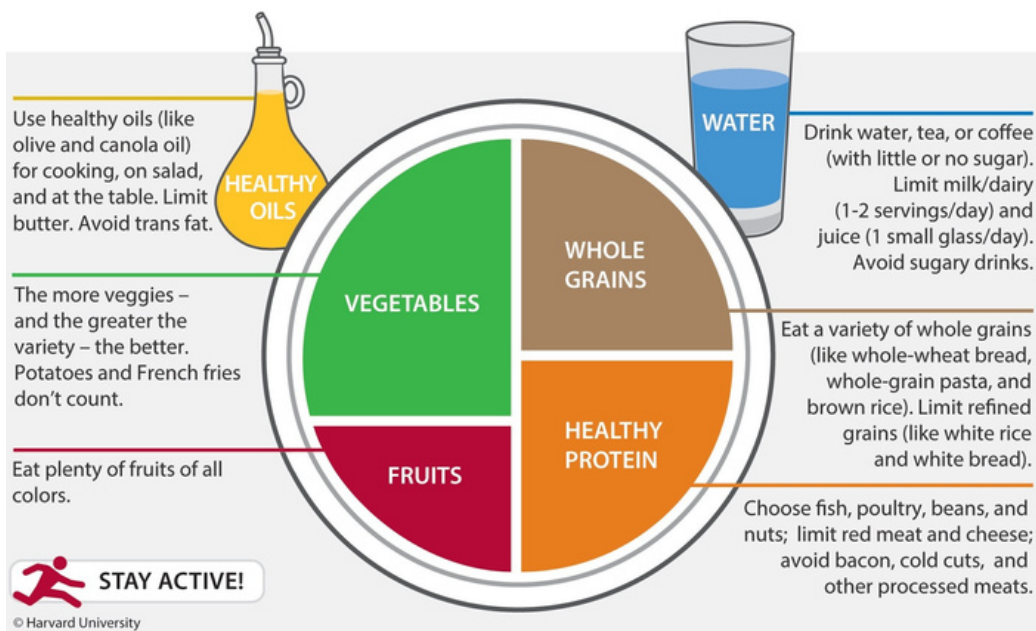 Use healthy oils (like
olive and canola oil)
for cooking, on salad,
and at the table. Limit
butter. Avoid trans fat.
HEALTHY
OILS
The more veggies –
and the greater the
variety – the better.
Potatoes and French fries
don’t count.
Eat plenty of fruits of all
colors.
STAY ACTIVE!
© Harvard University
VEGETABLES
FRUITS
WHOLE
GRAINS
HEALTHY
PROTEIN
WATER
Drink water, tea, or coffee
(with little or no sugar).
Limit milk/dairy
(1-2 servings/day) and
juice (1 small glass/day).
Avoid sugary drinks.
Eat a variety of whole grains
(like whole-wheat bread,
whole-grain pasta, and
brown rice). Limit refined
grains (like white rice
and white bread).
Choose fish, poultry, beans, and
nuts; limit red meat and cheese;
avoid bacon, cold cuts, and
other processed meats.